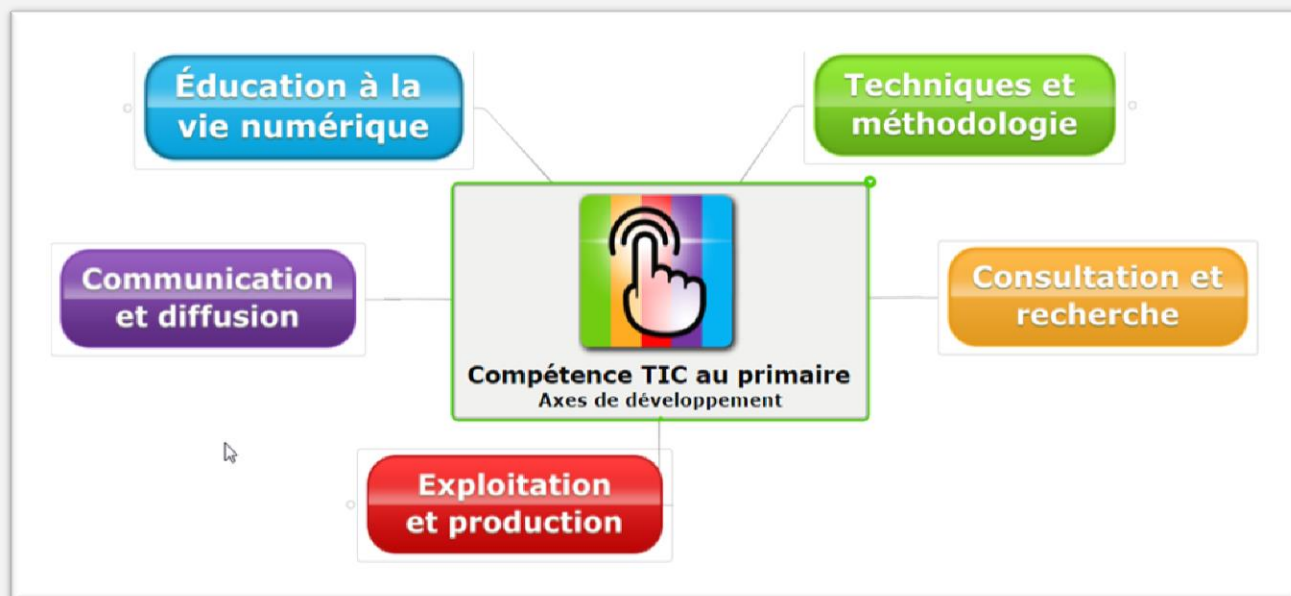 Éducation à la
vie numérique
Techniques et
méthodologie
Communication
et diffusion
Consultation et
recherche
Compétence TIC au primaire
Axes de développement
Exploitation
et production